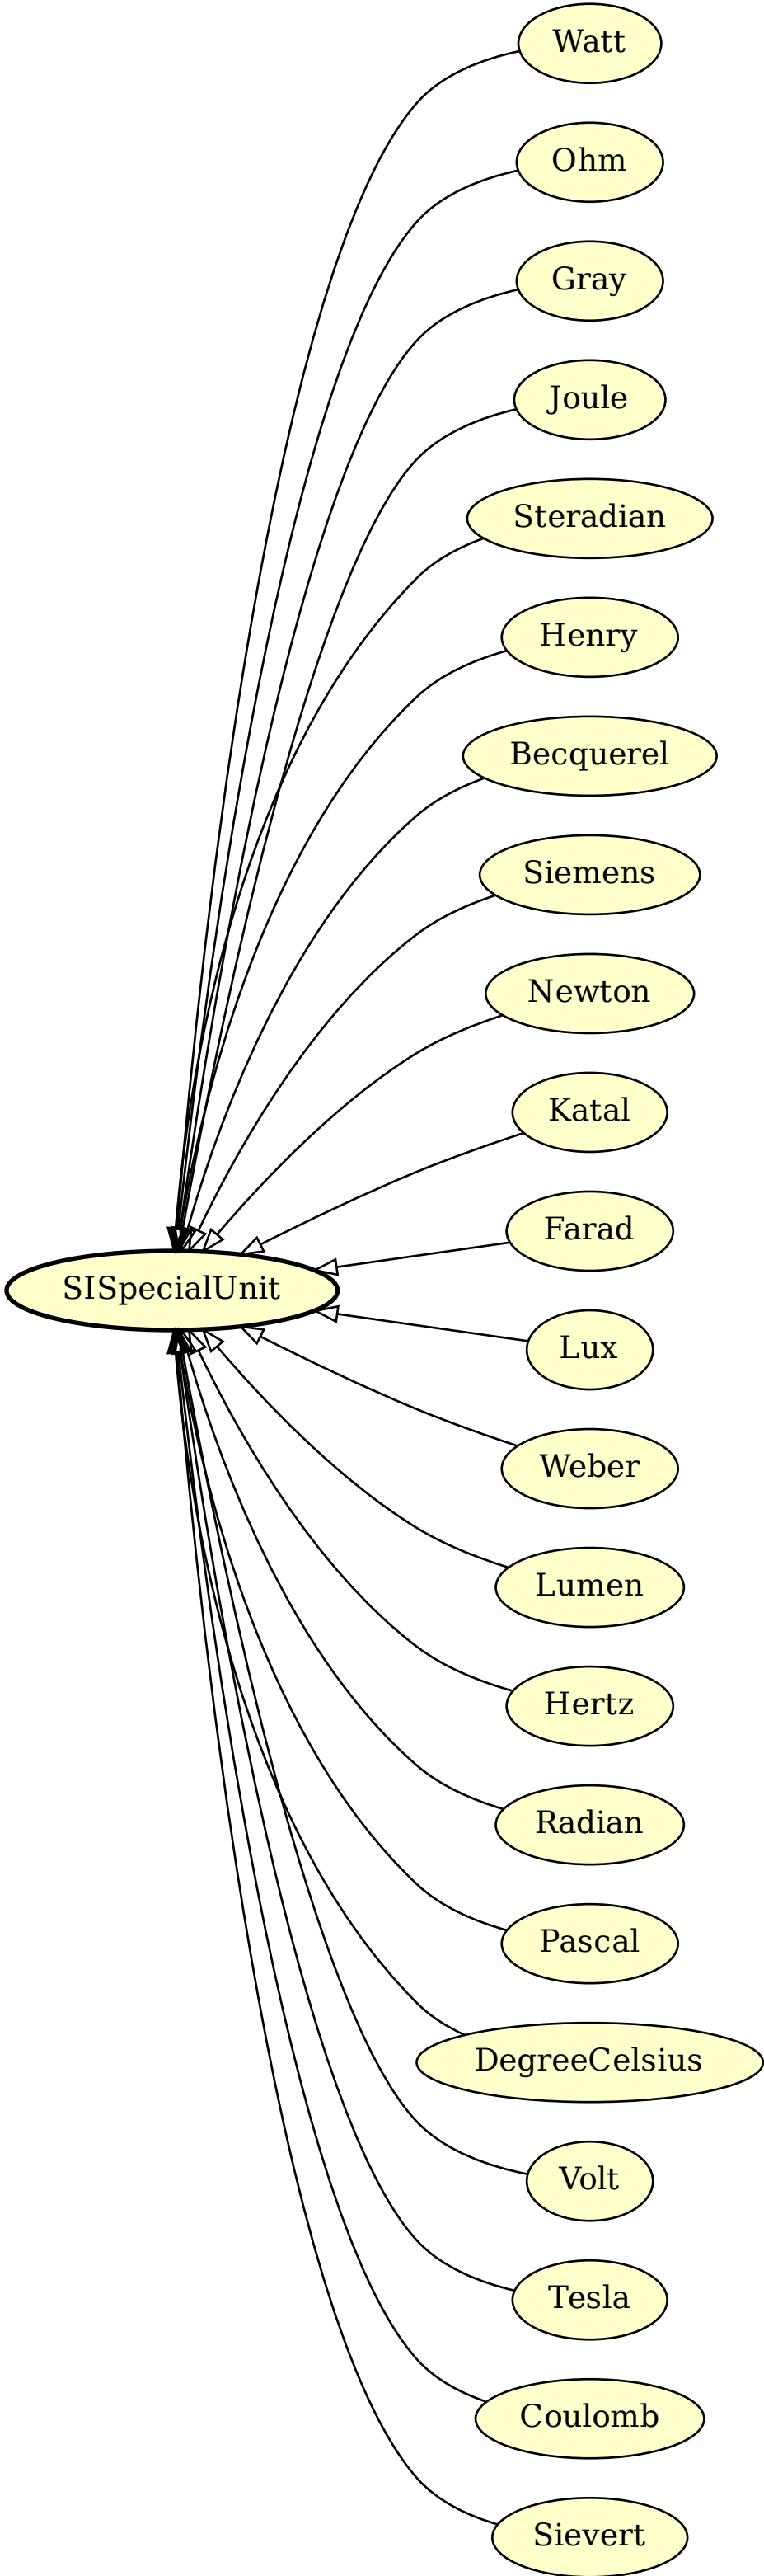 Watt
Ohm
Gray
Joule
Steradian
Henry
Becquerel
Siemens
Newton
Katal
Farad
SISpecialUnit
Lux
Weber
Lumen
Hertz
Radian
Pascal
DegreeCelsius
Volt
Tesla
Coulomb
Sievert